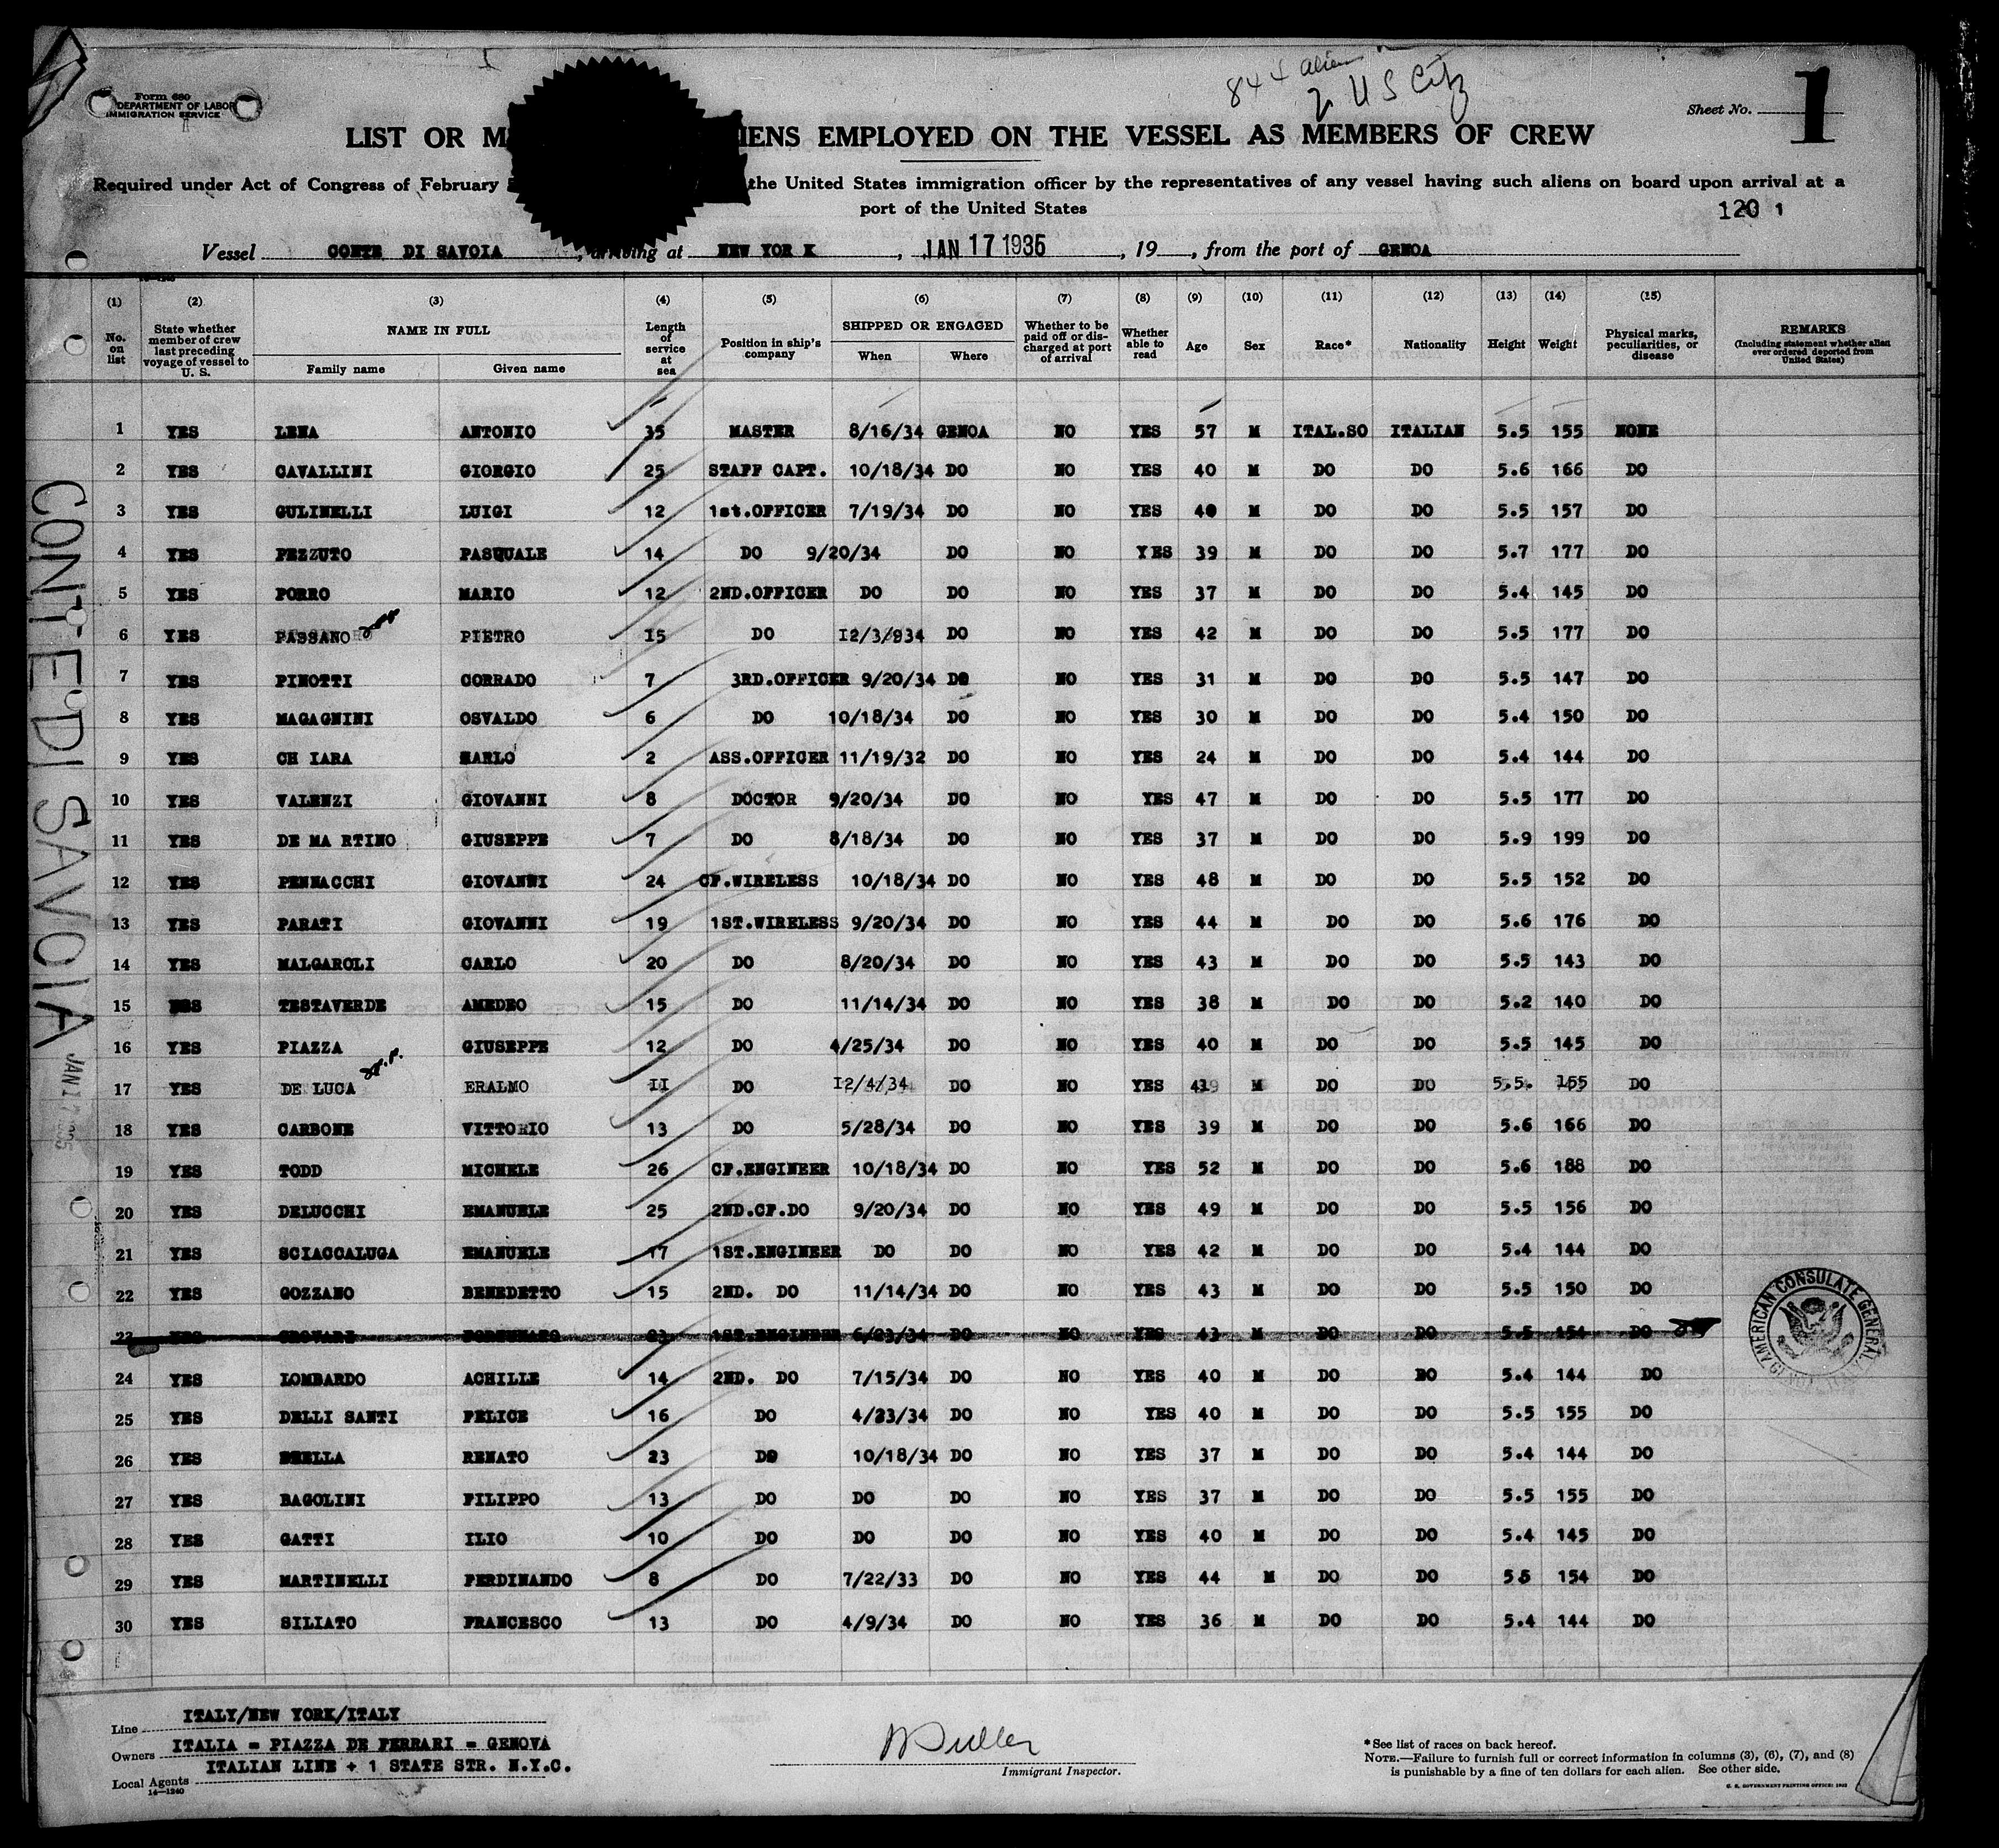 844 alien
2 US Citz
Form 680
DEPARTMENT OF LABOR
IMMIGRATION SERVICE
Sheet No. 1
LIST OR M IENS EMPLOYED ON THE VESSEL AS MEMBERS OF CREW
Required under Act of Congress of February the United States immigration officer by the representatives of any vessel having such aliens on board upon arrival at a
port of the United States
120 1
Vessel CONTE DI SAVOIA, arriving at NEW YORK, JAN 17 1935, 19 , from the port of GENOA
(1) (2) (3) (4) (5) (6) (7) (8) (9) (10) (11) (12) (13) (14) (15)
No. on list State whether member of crew last preceding voyage of vessel to U. S. NAME IN FULL Family name Given name Length of service at sea Position in ship's company SHIPPED OR ENGAGED When Where Whether to be paid off or discharged at port of arrival Whether able to read Age Sex Race* Nationality Height Weight Physical marks, peculiarities, or disease REMARKS (Including statement whether alien ever ordered deported from United States)
1 YES LENA ANTONIO 35 MASTER 8/16/34 GENOA NO YES 57 M ITAL.SO ITALIAN 5.5 155 NONE
2 YES CAVALLINI GIORGIO 25 STAFF CAPT. 10/18/34 DO NO YES 40 M DO DO 5.6 166 DO
3 YES GULINELLI LUIGI 12 1st.OFFICER 7/19/34 DO NO YES 40 M DO DO 5.5 157 DO
4 YES PEZZUTO PASQUALE 14 DO 9/20/34 DO NO YES 39 M DO DO 5.7 177 DO
5 YES PORRO MARIO 12 2ND.OFFICER DO DO NO YES 37 M DO DO 5.4 145 DO
6 YES PASSANO PIETRO 15 DO 12/3/934 DO NO YES 42 M DO DO 5.5 177 DO
7 YES PINOTTI CORRADO 7 3RD.OFFICER 9/20/34 DO NO YES 31 M DO DO 5.5 147 DO
8 YES MAGAGNINI OSVALDO 6 DO 10/18/34 DO NO YES 30 M DO DO 5.4 150 DO
9 YES CH IARA 2 ASS.OFFICER 11/19/32 DO NO YES 24 M DO DO 5.4 144 DO
10 YES VALENZI GIOVANNI 8 DOCTOR 9/20/34 DO NO YES 47 M DO DO 5.5 177 DO
11 YES DE MA RTINO GIUSEPPE 7 DO 8/18/34 DO NO YES 37 M DO DO 5.9 199 DO
12 YES PENNACCHI GIOVANNI 24 CF.WIRELESS 10/18/34 DO NO YES 48 M DO DO 5.5 152 DO
13 YES PARATI GIOVANNI 19 1ST.WIRELESS 9/20/34 DO NO YES 44 M DO DO 5.6 176 DO
14 YES MALGAROLI CARLO 20 DO 8/20/34 DO NO YES 43 M DO DO 5.5 143 DO
15 TESTAVERDE AMEDEO 15 DO 11/14/34 DO NO YES 38 M DO DO 5.2 140 DO
16 YES PIAZZA GIUSEPPE 12 DO 4/25/34 DO NO YES 40 M DO DO 5.5 145 DO
17 YES DE LUCA ERALMO 11 DO 12/4/34 DO NO YES M DO DO 5.5. 155 DO
18 YES CARBONE VITTORIO 13 DO 5/28/34 DO NO YES 39 M DO DO 5.6 166 DO
19 YES TODD MICHELE 26 CF.ENGINEER 10/18/34 DO NO YES 52 M DO DO 5.6 188 DO
20 YES DELUCCHI EMANUELE 25 2ND.CF.DO 9/20/34 DO NO YES 49 M DO DO 5.5 156 DO
21 YES SCIACCALUGA EMANUELE 17 1ST.ENGINEER DO DO NO YES 42 M DO DO 5.4 144 DO
22 YES GOZZANO BENEDETTO 15 2ND. DO 11/14/34 DO NO YES 43 M DO DO 5.5 150 DO
23 FORTUNATO 1ST.ENGINEER 6/23/34 DO NO YES 43 M DO DO 5.5 154 DO
24 YES LOMBARDO ACHILLE 14 2ND. DO 7/15/34 DO NO YES 40 M DO DO 5.4 144 DO
25 YES DELLI SANTI FELICE 16 DO 4/23/34 DO NO YES 40 M DO DO 5.5 155 DO
26 YES RENATO 23 DO 10/18/34 DO NO YES 37 M DO DO 5.4 144 DO
27 YES BAGOLINI FILIPPO 13 DO DO DO NO YES 37 M DO DO 5.5 155 DO
28 YES GATTI ILIO 10 DO DO DO NO YES 40 M DO DO 5.4 145 DO
29 YES MARTINELLI FERDINANDO 8 DO 7/22/33 DO NO YES 44 M DO DO 5 5 154 DO
30 YES SILIATO FRANCESCO 13 DO 4/9/34 DO NO YES 36 M DO DO 5.4 144 DO
CONTE DI SAVOIA
JAN 17 1935
AMERICAN CONSULATE GENERAL
Line ITALY/NEW YORK/ITALY
Owners ITALIA = PIAZZA DE FERRARI = GENOVA
Local Agents ITALIAN LINE + 1 STATE STR. N.Y.C.
14-1240
Immigrant Inspector.
*See list of races on back hereof.
NOTE.—Failure to furnish full or correct information in columns (3), (6), (7), and (8)
is punishable by a fine of ten dollars for each alien. See other side.
U. S. GOVERNMENT PRINTING OFFICE: